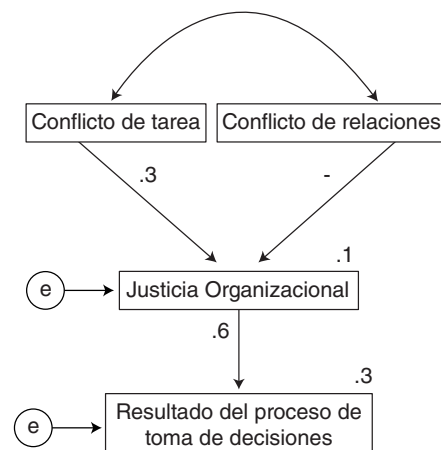 Conflicto de tarea
Conflicto de relaciones
.3
-
.1
e
Justicia Organizacional
.6
.3
e
Resultado del proceso de
toma de decisiones